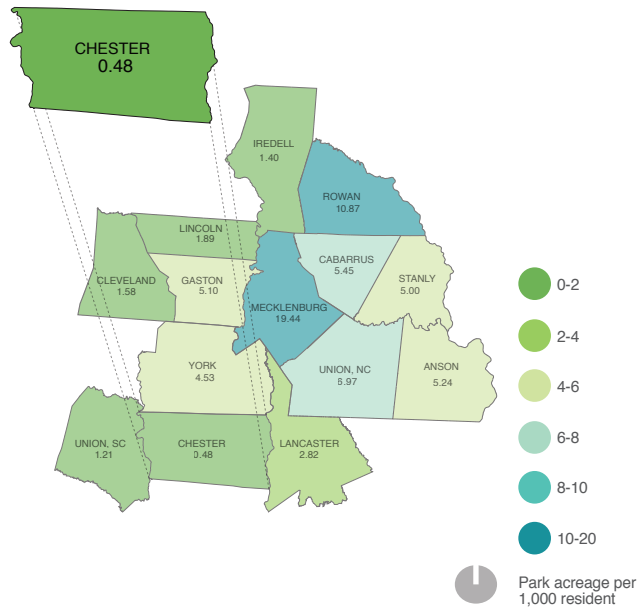 CHESTER
0.48
IREDELL
1.40
ROWAN
10.87
LINCOLN
1.89
CABARRUS
5.45
STANLY
5.00
CLEVELAND
1.58
GASTON
5.10
MECKLENBURG
19.44
YORK
4.53
UNION, NC
6.97
ANSON
5.24
UNION, SC
1.21
CHESTER
0.48
LANCASTER
2.82
0-2
2-4
4-6
6-8
8-10
10-20
Park acreage per
1,000 resident